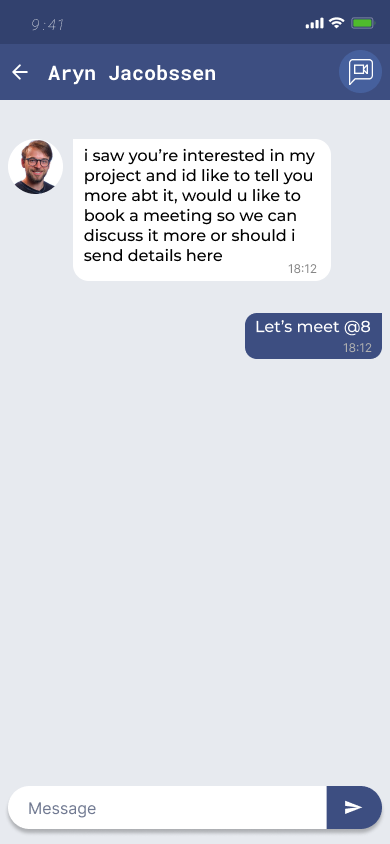 9:41
Aryn Jacobssen
i saw you’re interested in my
project and id like to tell you
more abt it, would u like to
book a meeting so we can
discuss it more or should i
send details here
18:12
Let’s meet @8
18:12
Message